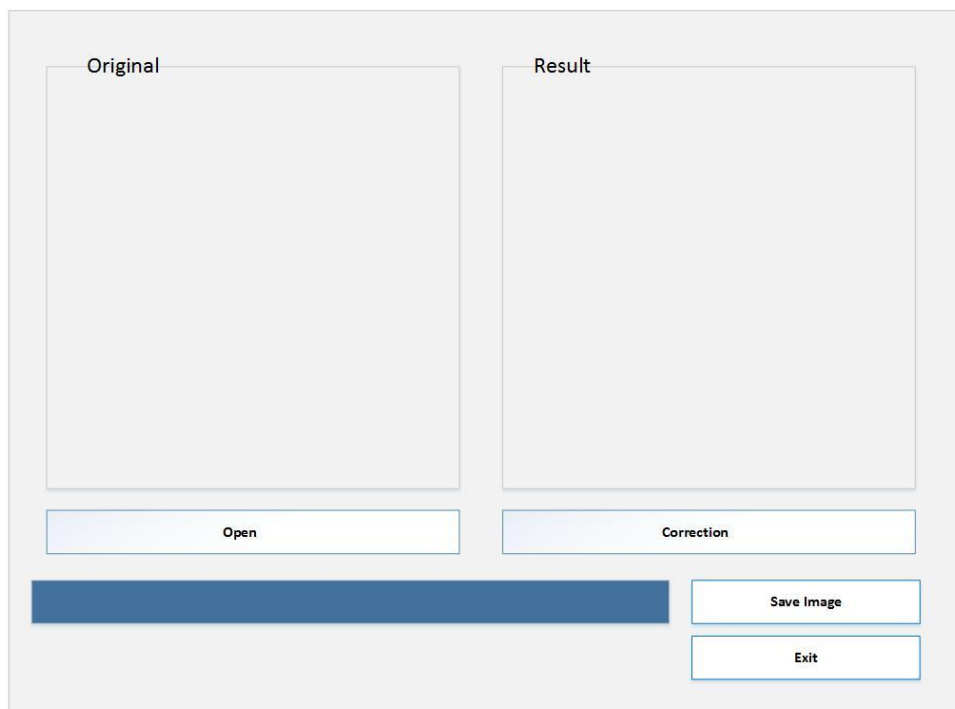 Original
Result
Open
Correction
Save Image
Exit